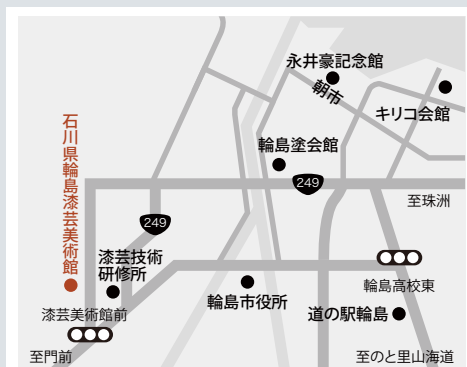 永井豪記念館
朝市
キリコ会館
輪島塗会館
249
至珠洲
石川県輪島漆芸美術館
249
漆芸技術
研修所
輪島高校東
輪島市役所
漆芸美術館前
道の駅輪島
至門前
至のと里山海道